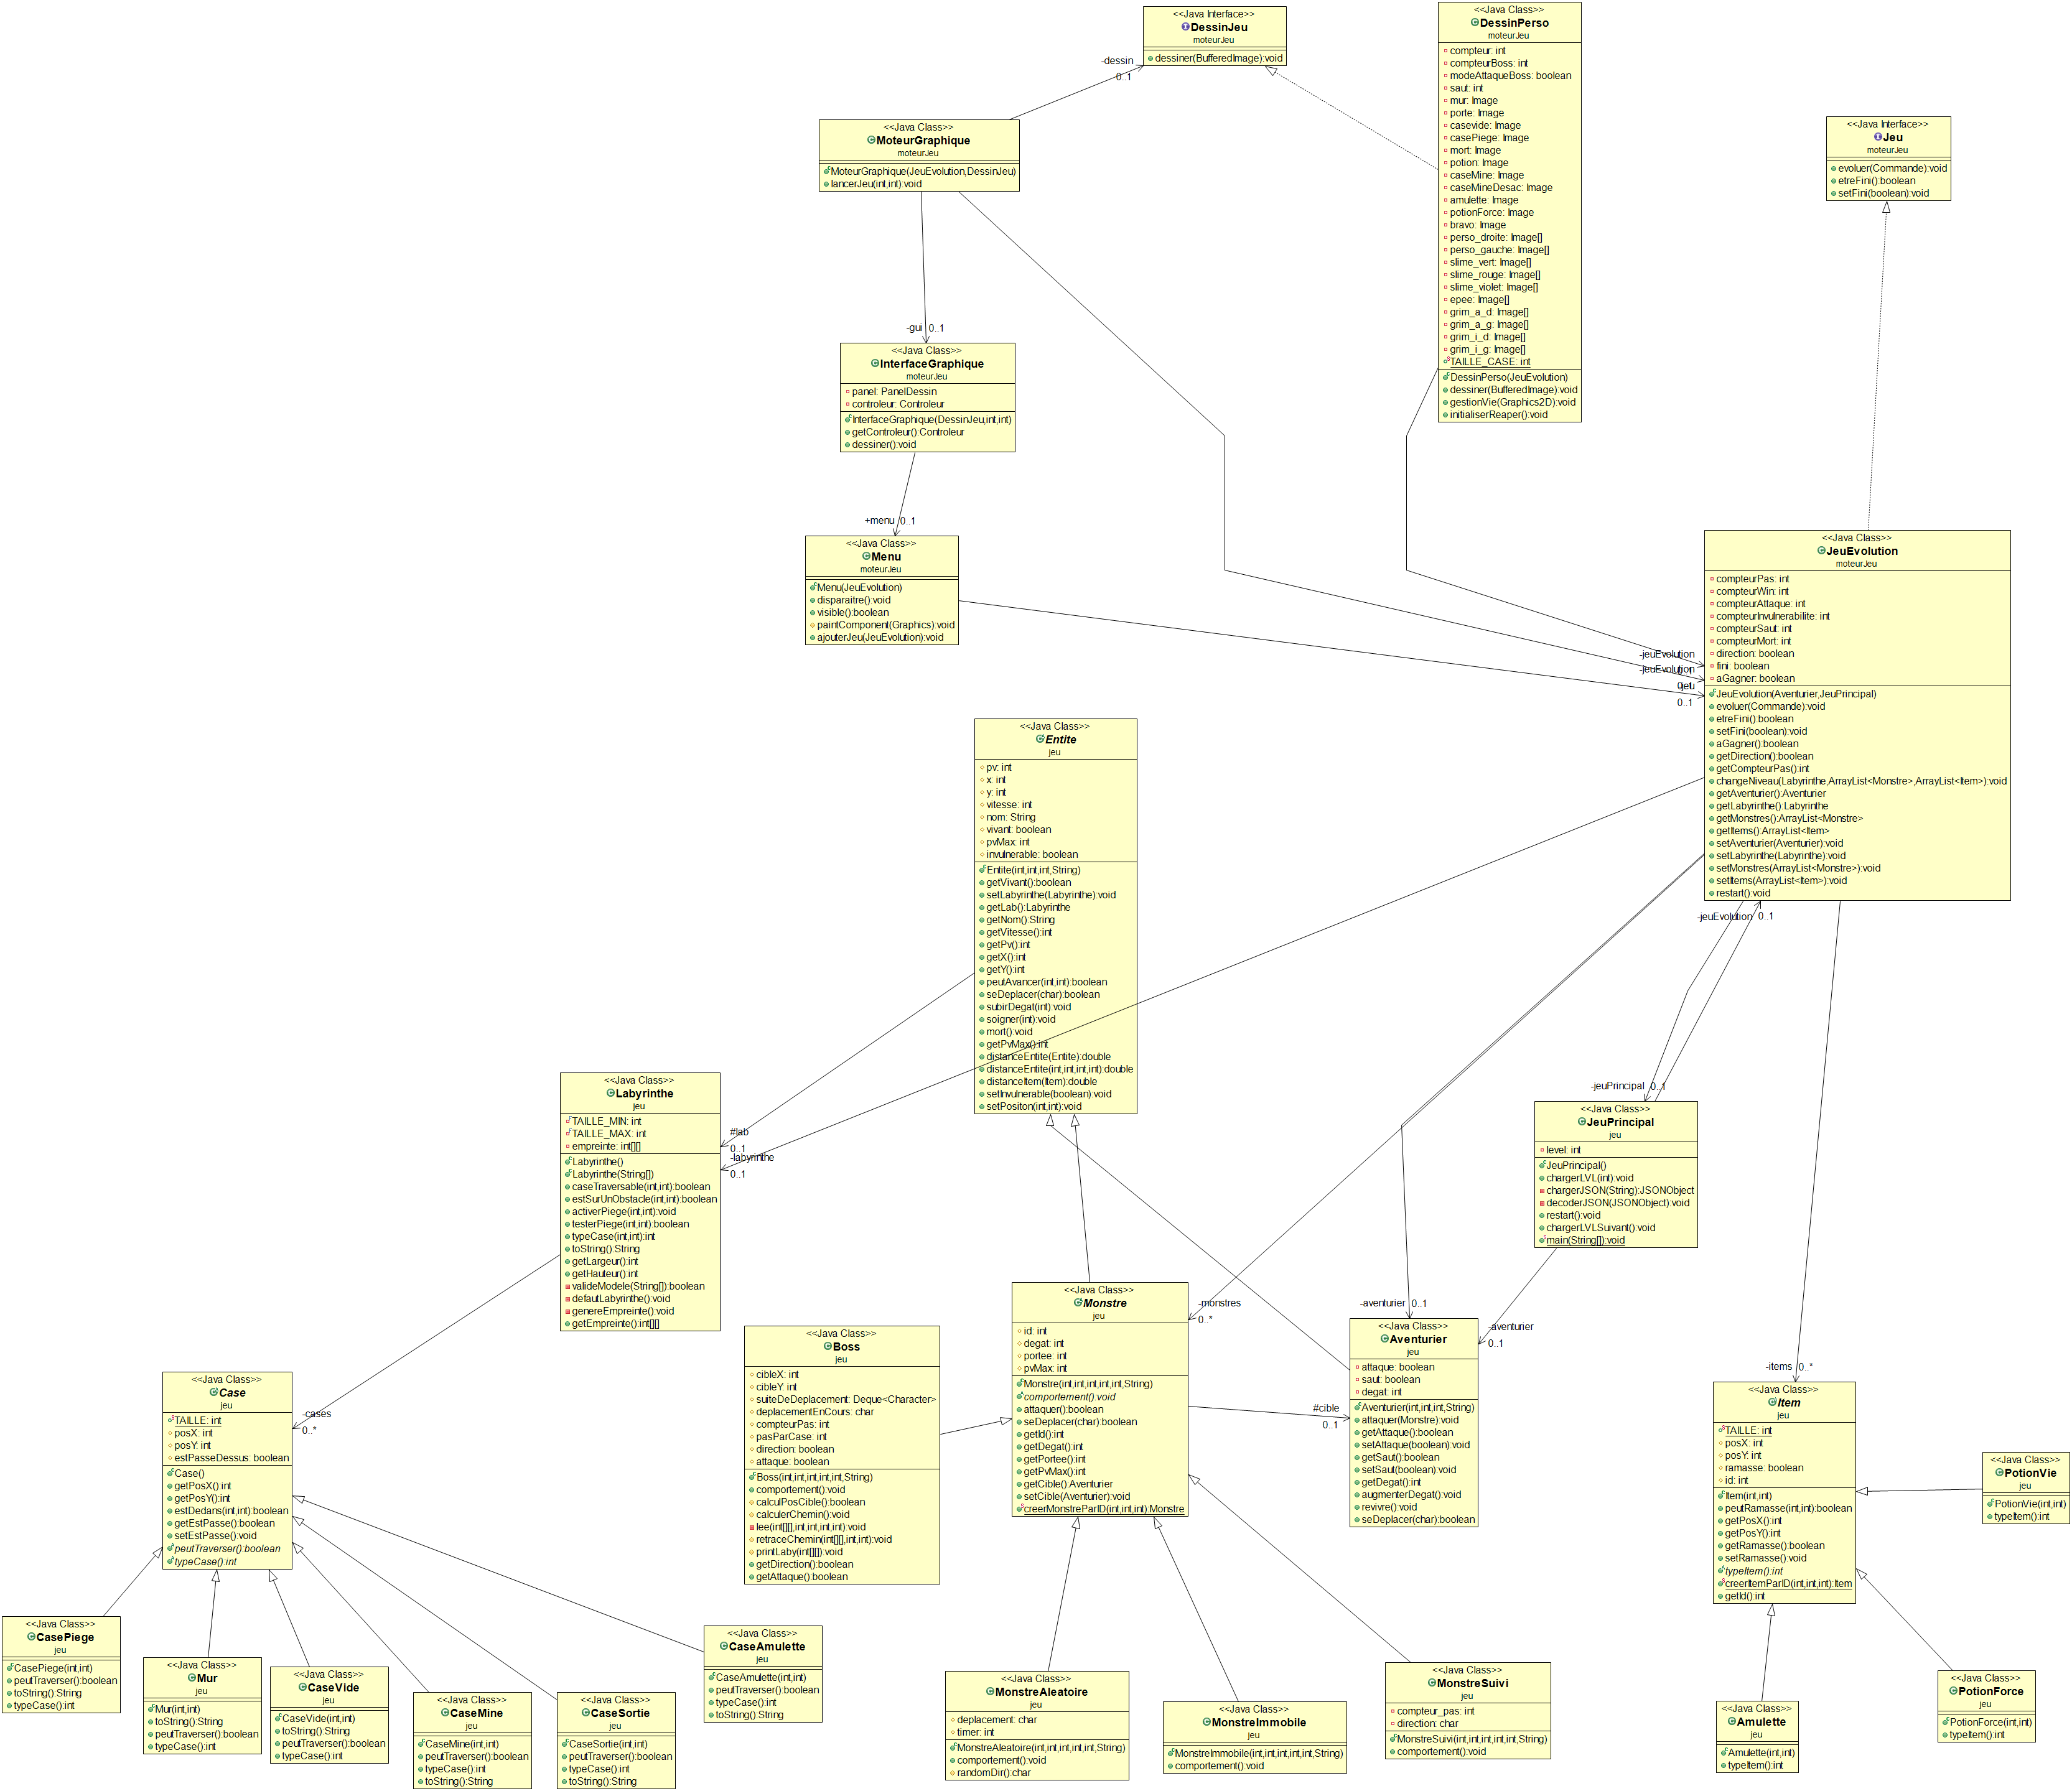 <<Java Interface>>
DessinJeu
moteurJeu
dessiner(BufferedImage):void
-dessin
0..1
<<Java Class>>
DessinPerso
moteurJeu
compteur: int
compteurBoss: int
modeAttaqueBoss: boolean
saut: int
mur: Image
porte: Image
casevide: Image
casePiege: Image
mort: Image
potion: Image
caseMine: Image
caseMineDesac: Image
amulette: Image
potionForce: Image
bravo: Image
perso_droite: Image[]
perso_gauche: Image[]
slime_vert: Image[]
slime_rouge: Image[]
slime_violet: Image[]
epee: Image[]
grim_a_d: Image[]
grim_a_g: Image[]
grim_i_d: Image[]
grim_i_g: Image[]
TAILLE_CASE: int
DessinPerso(JeuEvolution)
dessiner(BufferedImage):void
gestionVie(Graphics2D):void
initialiserReaper():void
<<Java Class>>
MoteurGraphique
moteurJeu
MoteurGraphique(JeuEvolution,DessinJeu)
lancerJeu(int,int):void
<<Java Interface>>
Jeu
moteurJeu
evoluer(Commande):void
etreFini():boolean
setFini(boolean):void
-gui 0..1
<<Java Class>>
InterfaceGraphique
moteurJeu
panel: PanelDessin
controleur: Controleur
InterfaceGraphique(DessinJeu,int,int)
getControleur():Controleur
dessiner():void
+menu 0..1
<<Java Class>>
Menu
moteurJeu
Menu(JeuEvolution)
disparaitre():void
visible():boolean
paintComponent(Graphics):void
ajouterJeu(JeuEvolution):void
<<Java Class>>
JeuEvolution
moteurJeu
compteurPas: int
compteurWin: int
compteurAttaque: int
compteurInvulnerabilite: int
compteurSaut: int
compteurMort: int
direction: boolean
fini: boolean
aGagner: boolean
JeuEvolution(Aventurier,JeuPrincipal)
evoluer(Commande):void
etreFini():boolean
setFini(boolean):void
aGagner():boolean
getDirection():boolean
getCompteurPas():int
changeNiveau(Labyrinthe,ArrayList<Monstre>,ArrayList<Item>):void
getAventurier():Aventurier
getLabyrinthe():Labyrinthe
getMonstres():ArrayList<Monstre>
getItems():ArrayList<Item>
setAventurier(Aventurier):void
setLabyrinthe(Labyrinthe):void
setMonstres(ArrayList<Monstre>):void
setItems(ArrayList<Item>):void
restart():void
-jeuEvolution
-jeuEvolution
-jeu
0..1
<<Java Class>>
Entite
jeu
pv: int
x: int
y: int
vitesse: int
nom: String
vivant: boolean
pvMax: int
invulnerable: boolean
Entite(int,int,int,String)
getVivant():boolean
setLabyrinthe(Labyrinthe):void
getLab():Labyrinthe
getNom():String
getVitesse():int
getPv():int
getX():int
getY():int
peutAvancer(int,int):boolean
seDeplacer(char):boolean
subirDegat(int):void
soigner(int):void
mort():void
getPvMax():int
distanceEntite(Entite):double
distanceEntite(int,int,int,int):double
distanceItem(Item):double
setInvulnerable(boolean):void
setPositon(int,int):void
-jeuEvolution 0..1
-jeuPrincipal 0..1
<<Java Class>>
Labyrinthe
jeu
TAILLE_MIN: int
TAILLE_MAX: int
empreinte: int[][]
Labyrinthe()
Labyrinthe(String[])
caseTraversable(int,int):boolean
estSurUnObstacle(int,int):boolean
activerPiege(int,int):void
testerPiege(int,int):boolean
typeCase(int,int):int
toString():String
getLargeur():int
getHauteur():int
valideModele(String[]):boolean
defautLabyrinthe():void
genereEmpreinte():void
getEmpreinte():int[][]
#lab
0..1
-labyrinthe
0..1
<<Java Class>>
JeuPrincipal
jeu
level: int
JeuPrincipal()
chargerLVL(int):void
chargerJSON(String):JSONObject
decoderJSON(JSONObject):void
restart():void
chargerLVLSuivant():void
main(String[]):void
<<Java Class>>
Monstre
jeu
id: int
degat: int
portee: int
pvMax: int
Monstre(int,int,int,int,int,String)
comportement():void
attaquer():boolean
seDeplacer(char):boolean
getId():int
getDegat():int
getPortee():int
getPvMax():int
getCible():Aventurier
setCible(Aventurier):void
creerMonstreParID(int,int,int):Monstre
-monstres
0..*
#cible
0..1
-aventurier 0..1
-aventurier
0..1
<<Java Class>>
Aventurier
jeu
attaque: boolean
saut: boolean
degat: int
Aventurier(int,int,int,String)
attaquer(Monstre):void
getAttaque():boolean
setAttaque(boolean):void
getSaut():boolean
setSaut(boolean):void
getDegat():int
augmenterDegat():void
revivre():void
seDeplacer(char):boolean
<<Java Class>>
Boss
jeu
cibleX: int
cibleY: int
suiteDeDeplacement: Deque<Character>
deplacementEnCours: char
compteurPas: int
pasParCase: int
direction: boolean
attaque: boolean
Boss(int,int,int,int,int,String)
comportement():void
calculPosCible():boolean
calculerChemin():void
lee(int[][],int,int,int,int):void
retraceChemin(int[][],int,int):void
printLaby(int[][]):void
getDirection():boolean
getAttaque():boolean
<<Java Class>>
Case
jeu
TAILLE: int
posX: int
posY: int
estPasseDessus: boolean
Case()
getPosX():int
getPosY():int
estDedans(int,int):boolean
getEstPasse():boolean
setEstPasse():void
peutTraverser():boolean
typeCase():int
-cases
0..*
-items 0..*
<<Java Class>>
Item
jeu
TAILLE: int
posX: int
posY: int
ramasse: boolean
id: int
Item(int,int)
peutRamasse(int,int):boolean
getPosX():int
getPosY():int
getRamasse():boolean
setRamasse():void
typeItem():int
creerItemParID(int,int,int):Item
getId():int
<<Java Class>>
PotionVie
jeu
PotionVie(int,int)
typeItem():int
<<Java Class>>
CasePiege
jeu
CasePiege(int,int)
peutTraverser():boolean
toString():String
typeCase():int
<<Java Class>>
Mur
jeu
Mur(int,int)
toString():String
peutTraverser():boolean
typeCase():int
<<Java Class>>
CaseVide
jeu
CaseVide(int,int)
toString():String
peutTraverser():boolean
typeCase():int
<<Java Class>>
CaseMine
jeu
CaseMine(int,int)
peutTraverser():boolean
typeCase():int
toString():String
<<Java Class>>
CaseSortie
jeu
CaseSortie(int,int)
peutTraverser():boolean
typeCase():int
toString():String
<<Java Class>>
CaseAmulette
jeu
CaseAmulette(int,int)
peutTraverser():boolean
typeCase():int
toString():String
<<Java Class>>
MonstreAleatoire
jeu
deplacement: char
timer: int
MonstreAleatoire(int,int,int,int,int,String)
comportement():void
randomDir():char
<<Java Class>>
MonstreImmobile
jeu
MonstreImmobile(int,int,int,int,int,String)
comportement():void
<<Java Class>>
MonstreSuivi
jeu
compteur_pas: int
direction: char
MonstreSuivi(int,int,int,int,int,String)
comportement():void
<<Java Class>>
Amulette
jeu
Amulette(int,int)
typeItem():int
<<Java Class>>
PotionForce
jeu
PotionForce(int,int)
typeItem():int